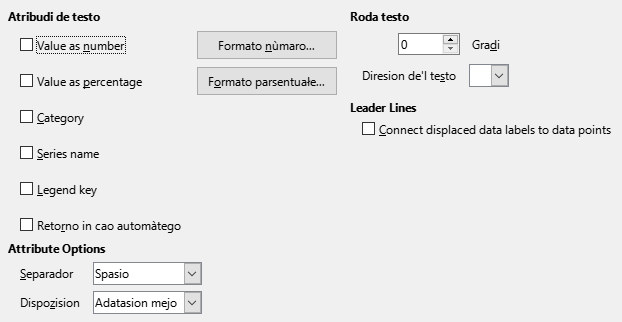 Atribudi de testo
Value as number
Formato nùmaro...
Value as percentage
Formato parsentuałe...
Category
Series name
Legend key
Retorno in cao automàtego
Attribute Options
Separador
Spasio
Dispozision
Adatasion mejo
Roda testo
0
Gradi
Diresion de'l testo
Leader Lines
Connect displaced data labels to data points